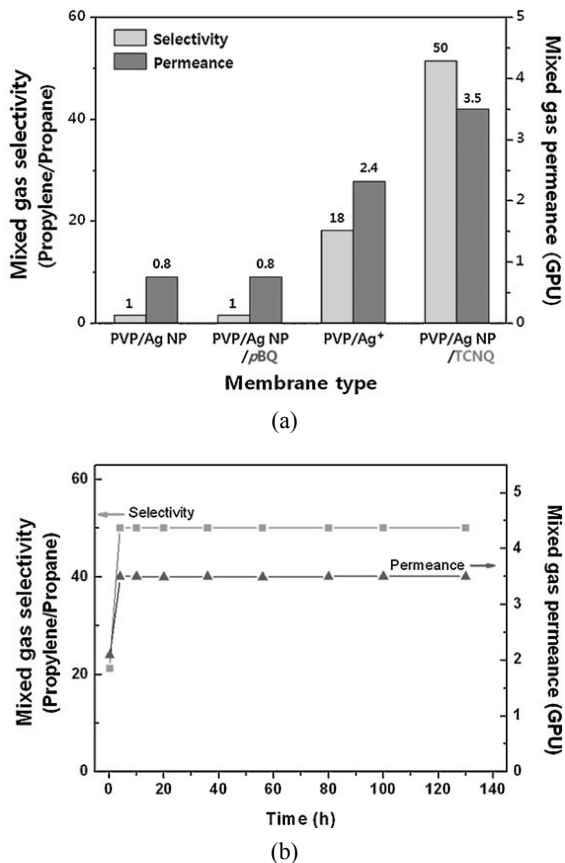 60
5
Selectivity
Permeance
50
4
40
3.5
3
2.4
20
18
2
0.8
0.8
1
1
1
0
0
PVP/Ag NP
PVP/Ag NP
/pBQ
PVP/Ag⁺
PVP/Ag NP
/TCNQ
Membrane type
Mixed gas selectivity
(Propylene/Propane)
Mixed gas permeance
(GPU)
(a)
60
5
Selectivity
4
Permeance
40
3
2
20
1
0
0
0 20 40 60 80 100 120 140
Time (h)
Mixed gas selectivity
(Propylene/Propane)
Mixed gas permeance
(GPU)
(b)